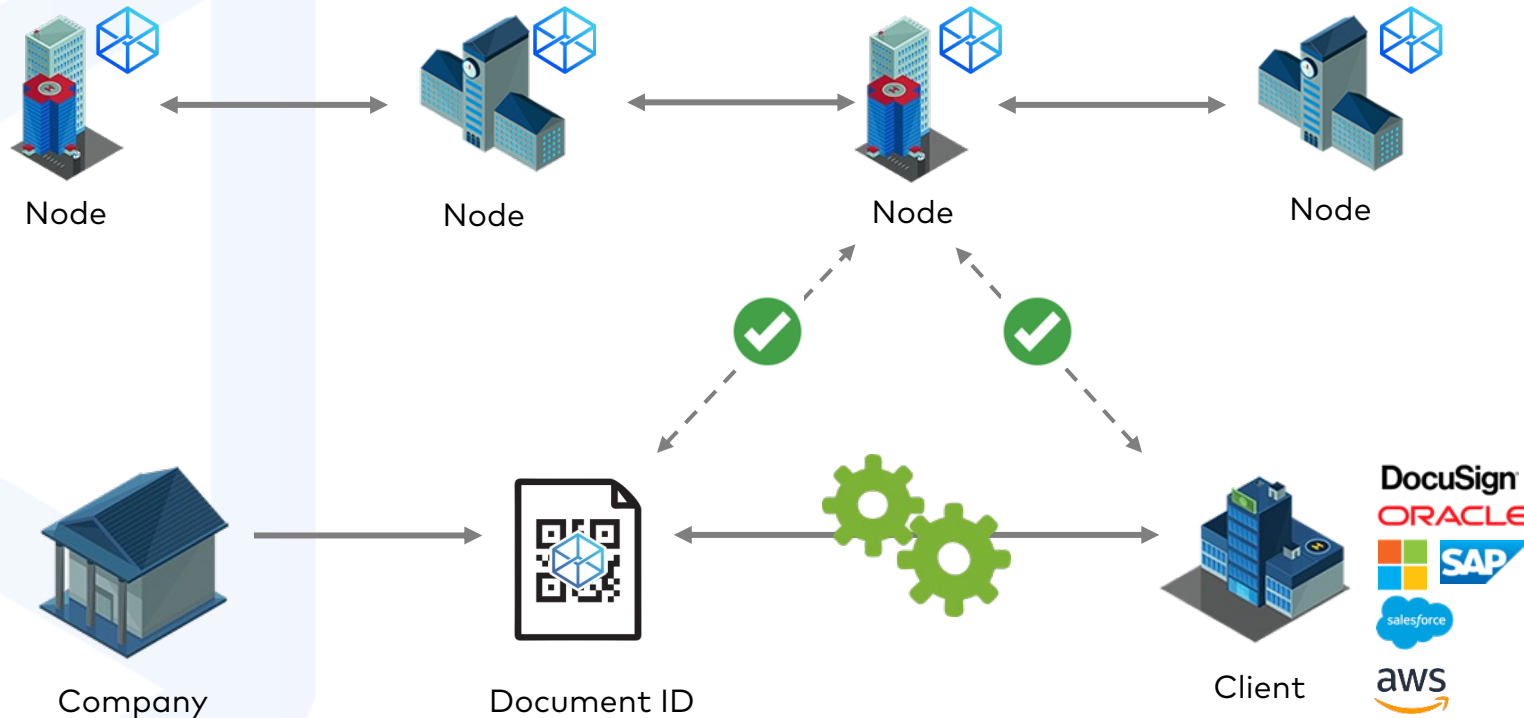 Node
Node
Node
Node
DocuSign
ORACLE
SAP
salesforce
aws
Company
Document ID
Client